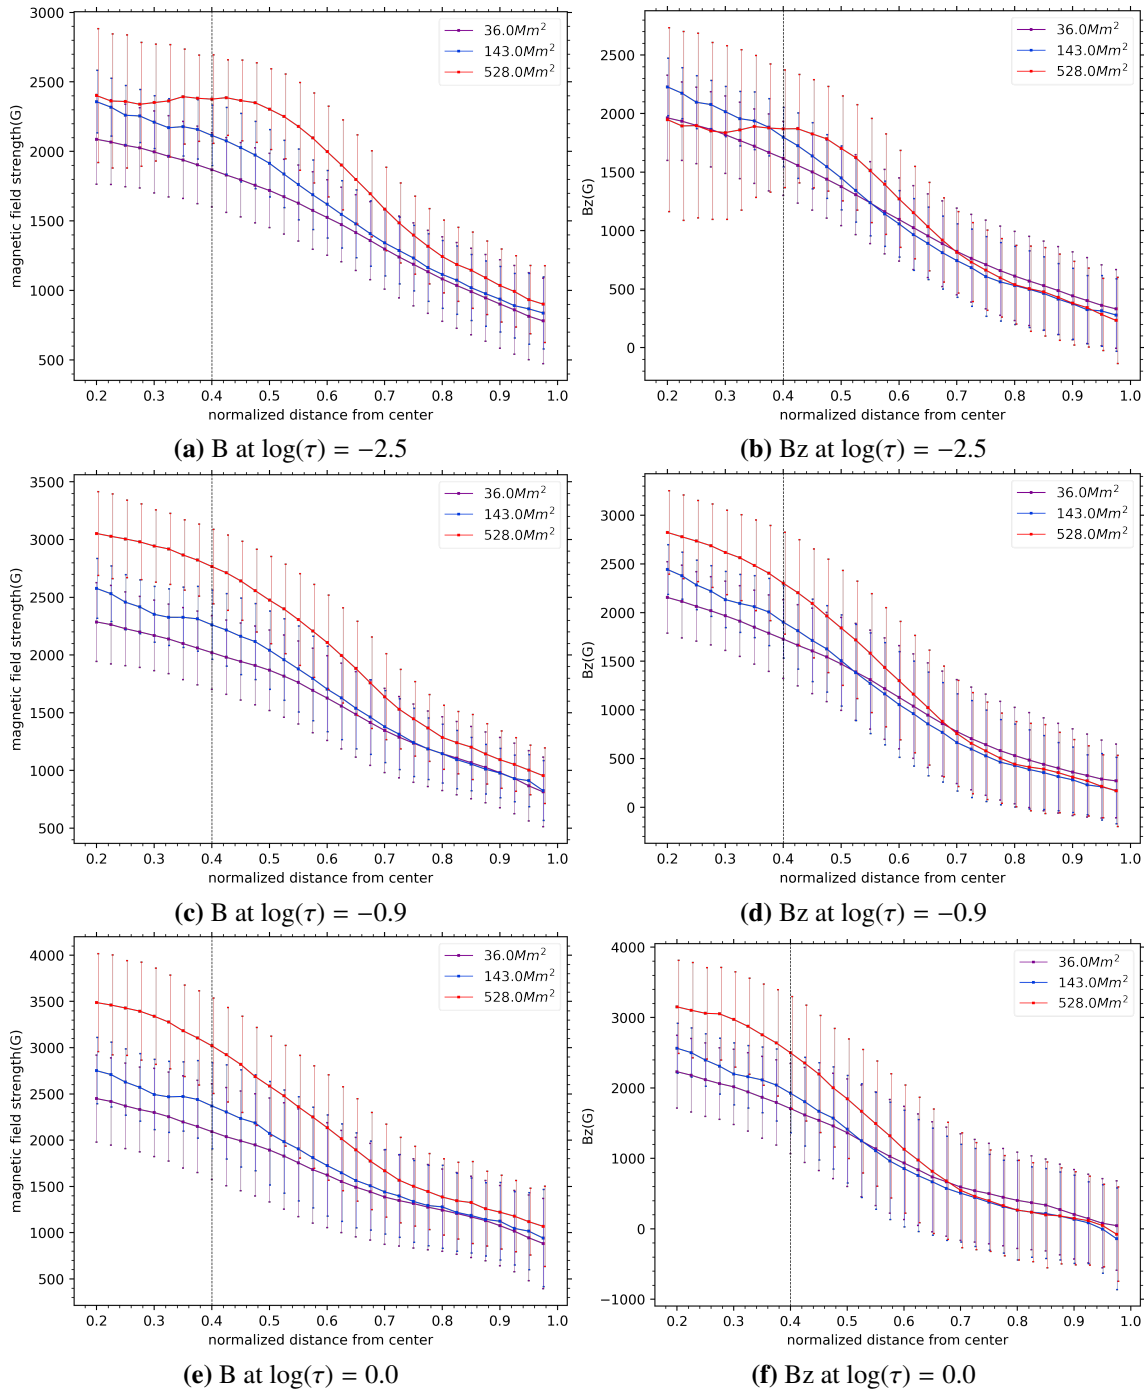 3000
2500
2000
1500
1000
500
magnetic field strength(G)
36.0Mm²
143.0Mm²
528.0Mm²
0.2 0.3 0.4 0.5 0.6 0.7 0.8 0.9 1.0
normalized distance from center
(a) B at log(τ) = −2.5
2500
2000
1500
1000
500
0
Bz(G)
36.0Mm²
143.0Mm²
528.0Mm²
0.2 0.3 0.4 0.5 0.6 0.7 0.8 0.9 1.0
normalized distance from center
(b) Bz at log(τ) = −2.5
3500
3000
2500
2000
1500
1000
500
magnetic field strength(G)
36.0Mm²
143.0Mm²
528.0Mm²
0.2 0.3 0.4 0.5 0.6 0.7 0.8 0.9 1.0
normalized distance from center
(c) B at log(τ) = −0.9
3000
2500
2000
1500
1000
500
0
Bz(G)
36.0Mm²
143.0Mm²
528.0Mm²
0.2 0.3 0.4 0.5 0.6 0.7 0.8 0.9 1.0
normalized distance from center
(d) Bz at log(τ) = −0.9
4000
3500
3000
2500
2000
1500
1000
500
magnetic field strength(G)
36.0Mm²
143.0Mm²
528.0Mm²
0.2 0.3 0.4 0.5 0.6 0.7 0.8 0.9 1.0
normalized distance from center
(e) B at log(τ) = 0.0
4000
3000
2000
1000
0
−1000
Bz(G)
36.0Mm²
143.0Mm²
528.0Mm²
0.2 0.3 0.4 0.5 0.6 0.7 0.8 0.9 1.0
normalized distance from center
(f) Bz at log(τ) = 0.0